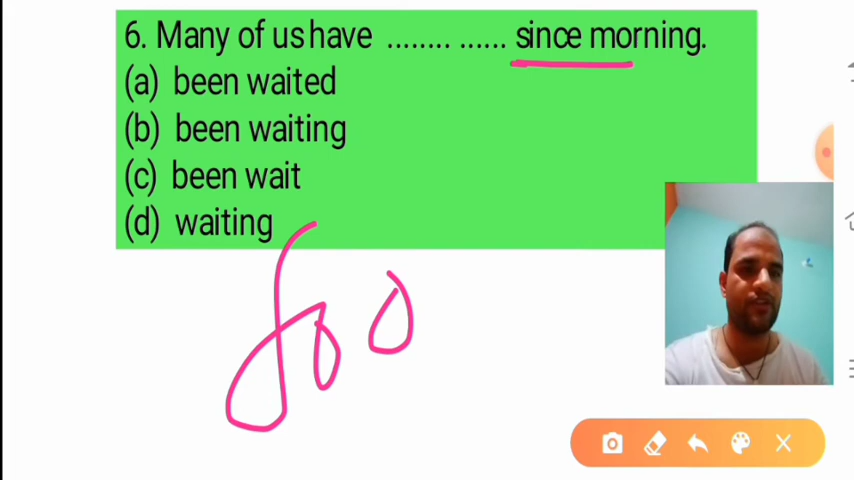 6. Many of us have ........ ...... since morning.
(a) been waited
(b) been waiting
(c) been wait
(d) waiting